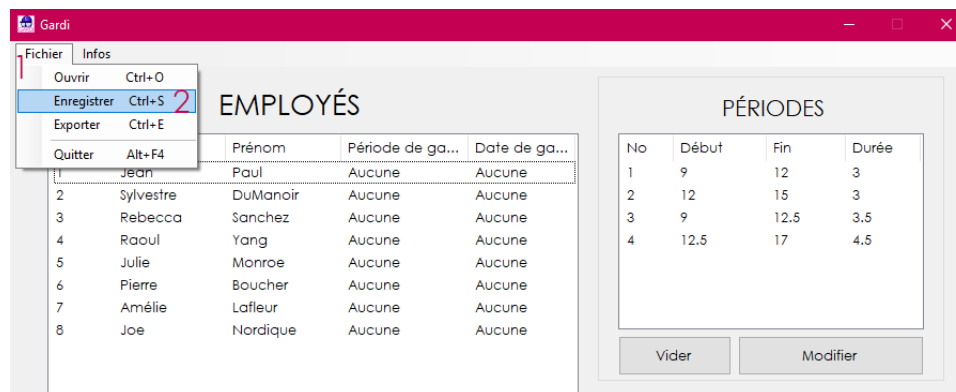 Gardi
Fichier Infos
1
Ouvrir Ctrl+O
Enregistrer Ctrl+S 2
Exporter Ctrl+E
Quitter Alt+F4
EMPLOYÉS
Prénom Période de ga... Date de ga...
1 Jean Paul Aucune Aucune
2 Sylvestre DuManoir Aucune Aucune
3 Rebecca Sanchez Aucune Aucune
4 Raoul Yang Aucune Aucune
5 Julie Monroe Aucune Aucune
6 Pierre Boucher Aucune Aucune
7 Amélie Lafleur Aucune Aucune
8 Joe Nordique Aucune Aucune
PÉRIODES
No Début Fin Durée
1 9 12 3
2 12 15 3
3 9 12.5 3.5
4 12.5 17 4.5
Vider Modifier